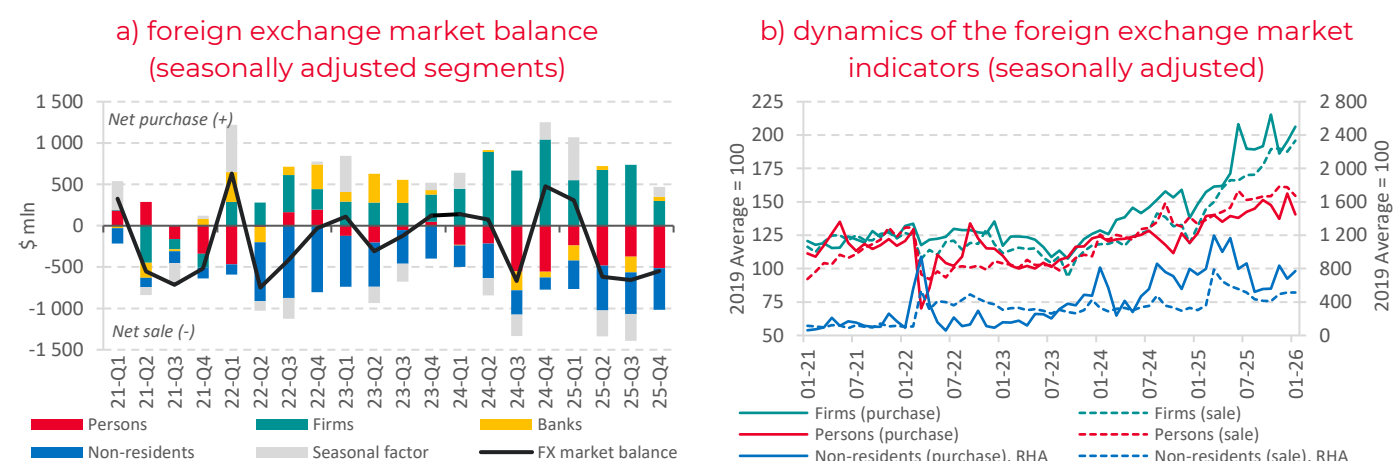 a) foreign exchange market balance
(seasonally adjusted segments)
1 500
1 000
500
0
-500
-1 000
-1 500
$ mln
Net purchase (+)
Net sale (-)
21-Q1
21-Q2
21-Q3
21-Q4
22-Q1
22-Q2
22-Q3
22-Q4
23-Q1
23-Q2
23-Q3
23-Q4
24-Q1
24-Q2
24-Q3
24-Q4
25-Q1
25-Q2
25-Q3
25-Q4
Persons
Firms
Banks
Non-residents
Seasonal factor
FX market balance
b) dynamics of the foreign exchange market
indicators (seasonally adjusted)
225
200
175
150
125
100
75
50
2019 Average = 100
2 800
2 400
2 000
1 600
1 200
800
400
0
2019 Average = 100
01-21
07-21
01-22
07-22
01-23
07-23
01-24
07-24
01-25
07-25
01-26
Firms (purchase)
Firms (sale)
Persons (purchase)
Persons (sale)
Non-residents (purchase), RHA
Non-residents (sale), RHA